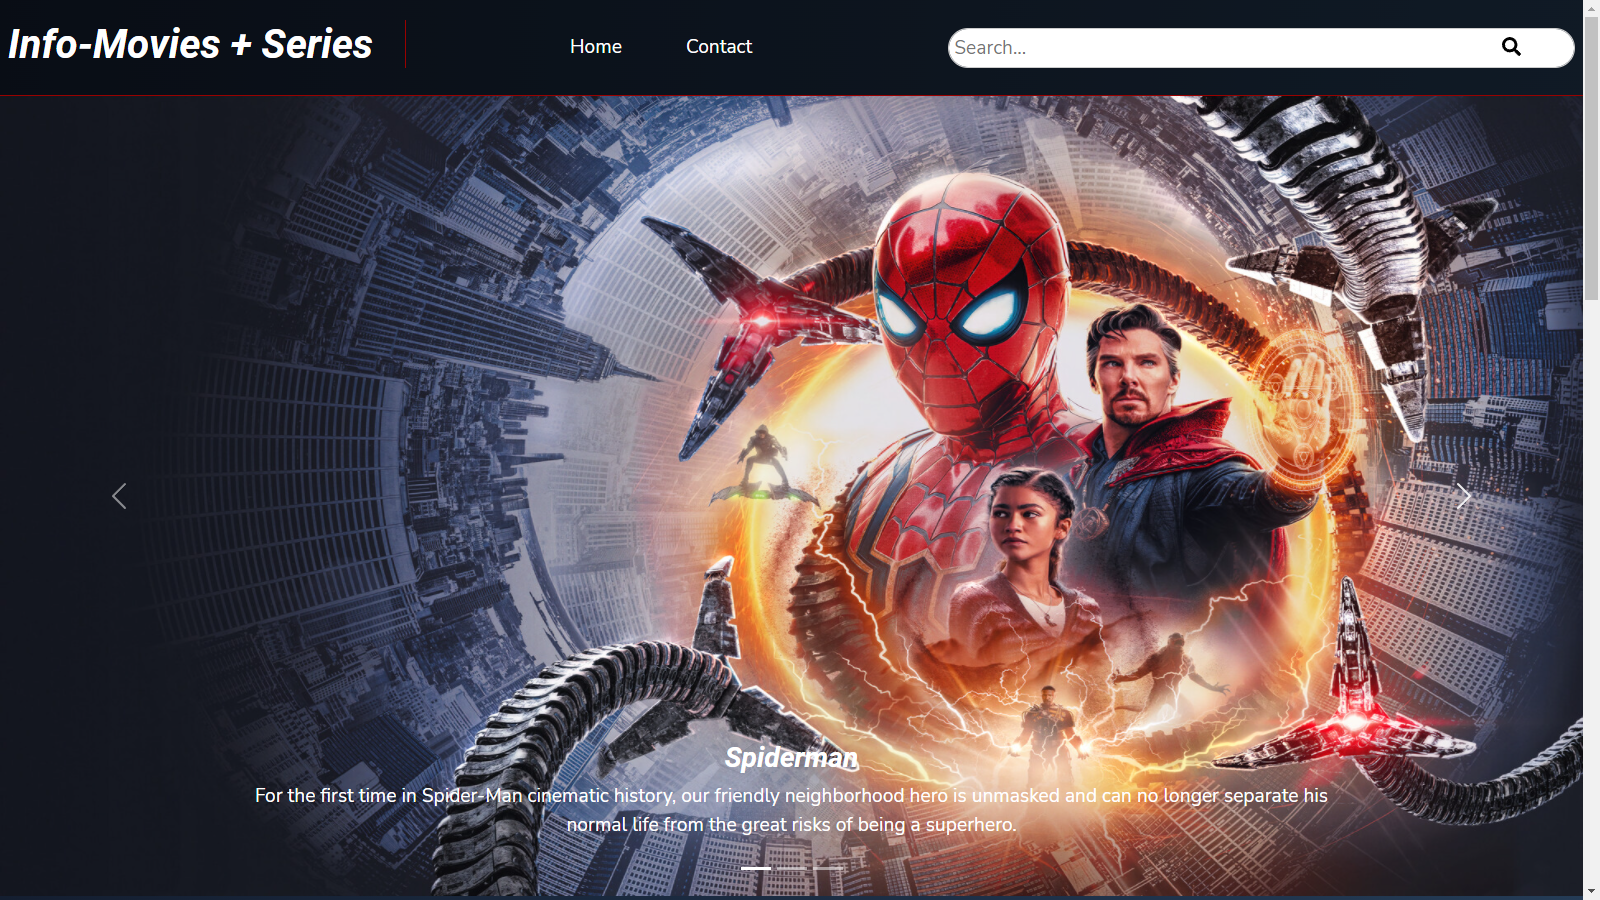 Info-Movies + Series
Home
Contact
Search...
Spiderman
For the first time in Spider-Man cinematic history, our friendly neighborhood hero is unmasked and can no longer separate his
normal life from the great risks of being a superhero.